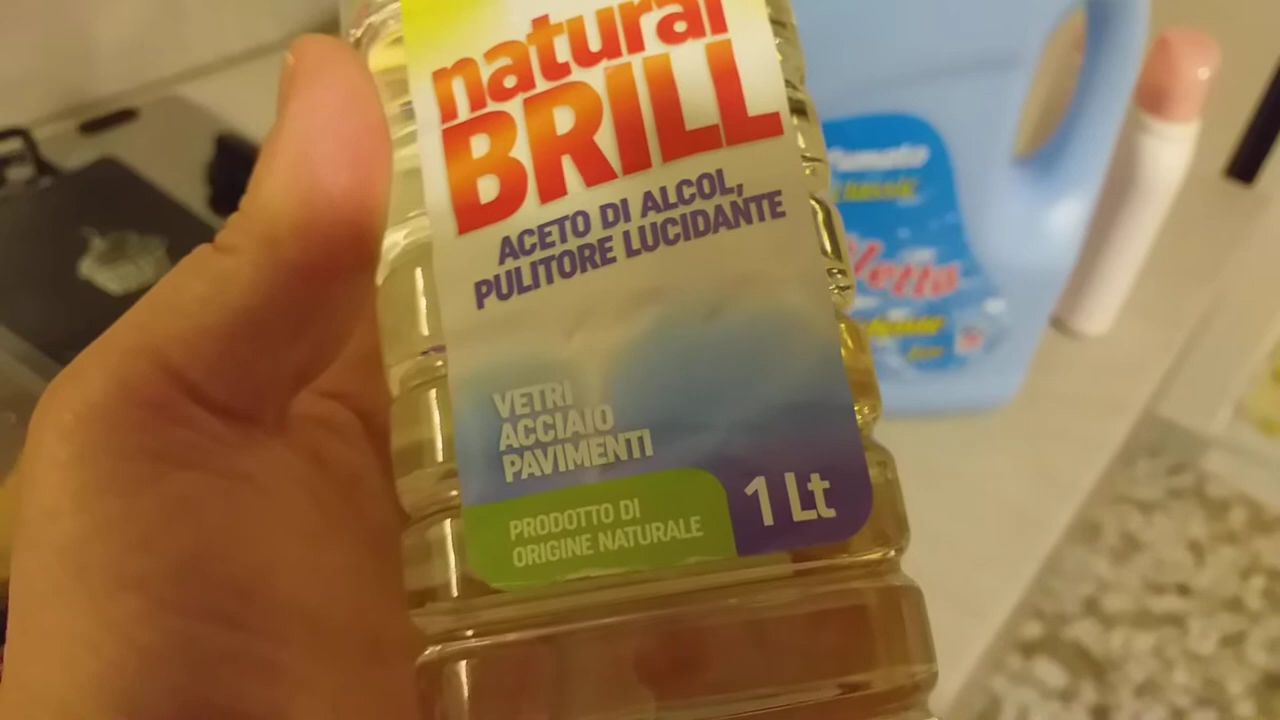 natural
BRILL
ACETO DI ALCOL,
PULITORE LUCIDANTE
VETRI
ACCIAIO
PAVIMENTI
PRODOTTO DI
ORIGINE NATURALE
1 Lt